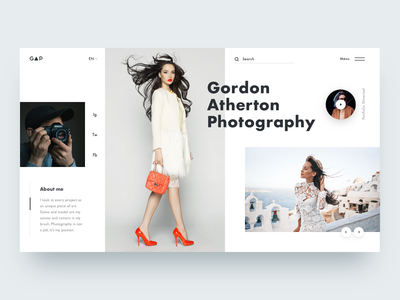 GAP
EN
Search
Menu
Gordon
Atherton
Photography
Ig
Tw
Fb
About me
I look at every project as
an unique piece of art.
Scene and model are my
canvas and camera is my
brush. Photography is not
a job, it's my passion.